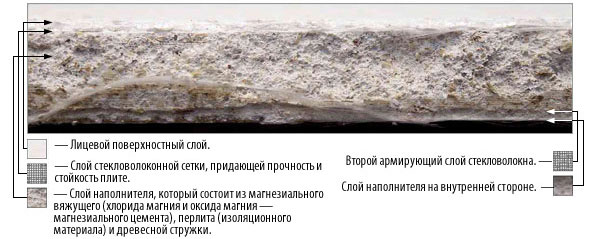 — Лицевой поверхностный слой.
— Слой стекловолоконной сетки, придающей прочность и
стойкость плите.
— Слой наполнителя, который состоит из магнезиального
вяжущего (хлорида магния и оксида магния —
магнезиального цемента), перлита (изоляционного
материала) и древесной стружки.
Второй армирующий слой стекловолокна. —
Слой наполнителя на внутренней стороне. —